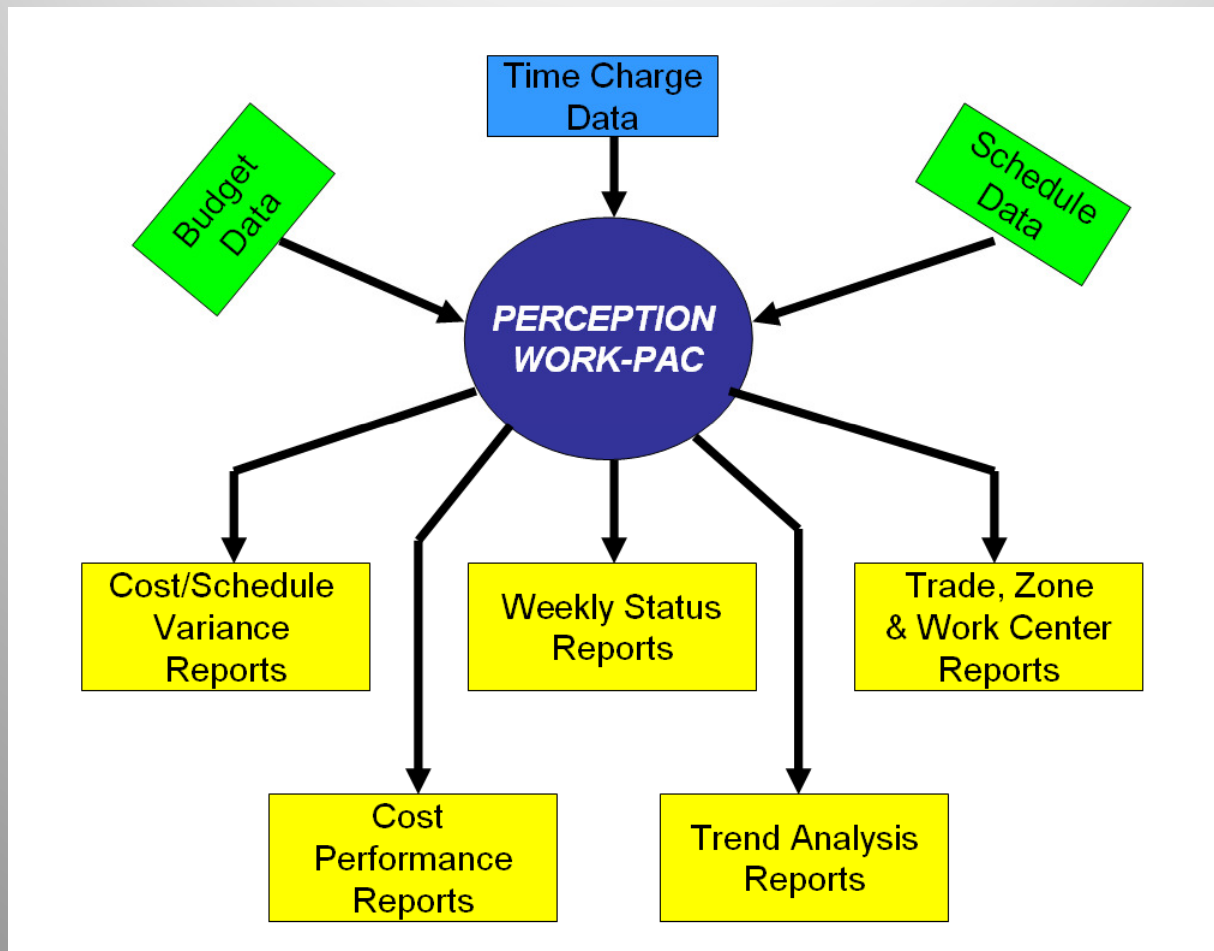 Time Charge
Data
Budget
Data
Schedule
Data
PERCEPTION
WORK-PAC
Cost/Schedule
Variance
Reports
Weekly Status
Reports
Trade, Zone
& Work Center
Reports
Cost
Performance
Reports
Trend Analysis
Reports